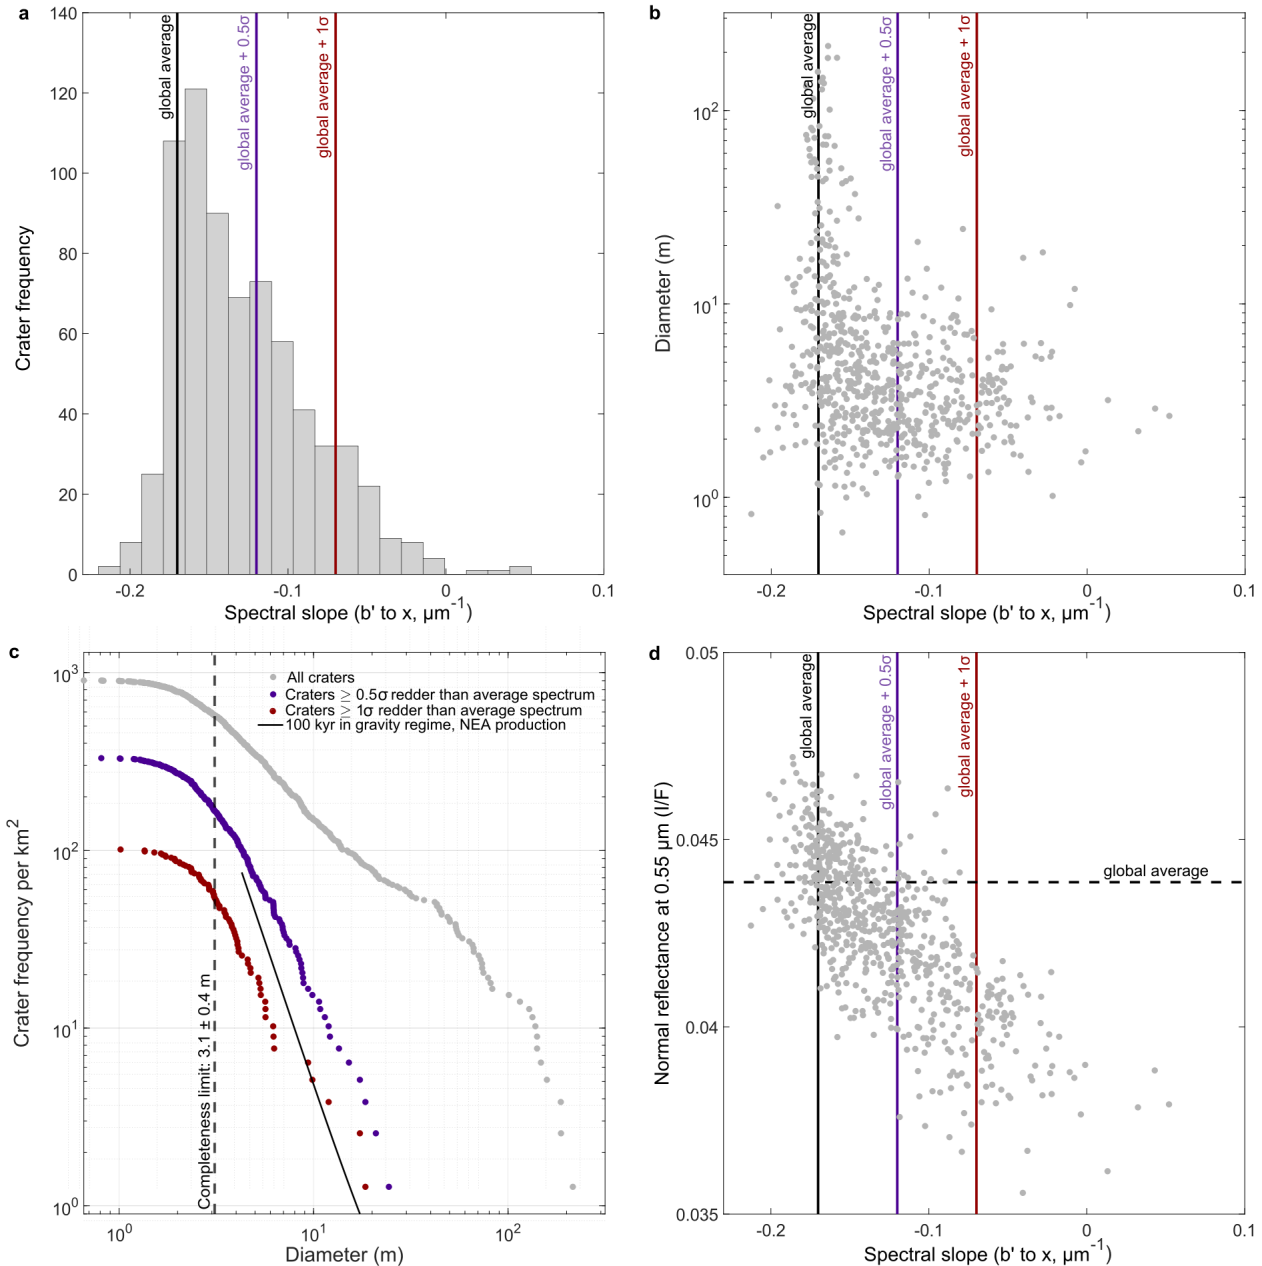 a
140
120
100
80
60
40
20
0
-0.2
-0.1
0
0.1
Crater frequency
Spectral slope (b' to x, µm⁻¹)
global average
global average + 0.5σ
global average + 1σ
b
10²
10¹
10⁰
-0.2
-0.1
0
0.1
Diameter (m)
Spectral slope (b' to x, µm⁻¹)
global average
global average + 0.5σ
global average + 1σ
c
10³
10²
10¹
10⁰
10⁰
10¹
10²
Crater frequency per km²
Diameter (m)
All craters
Craters ≥ 0.5σ redder than average spectrum
Craters ≥ 1σ redder than average spectrum
100 kyr in gravity regime, NEA production
Completeness limit: 3.1 ± 0.4 m
d
0.05
0.045
0.04
0.035
-0.2
-0.1
0
0.1
Normal reflectance at 0.55 µm (I/F)
Spectral slope (b' to x, µm⁻¹)
global average
global average + 0.5σ
global average + 1σ
global average